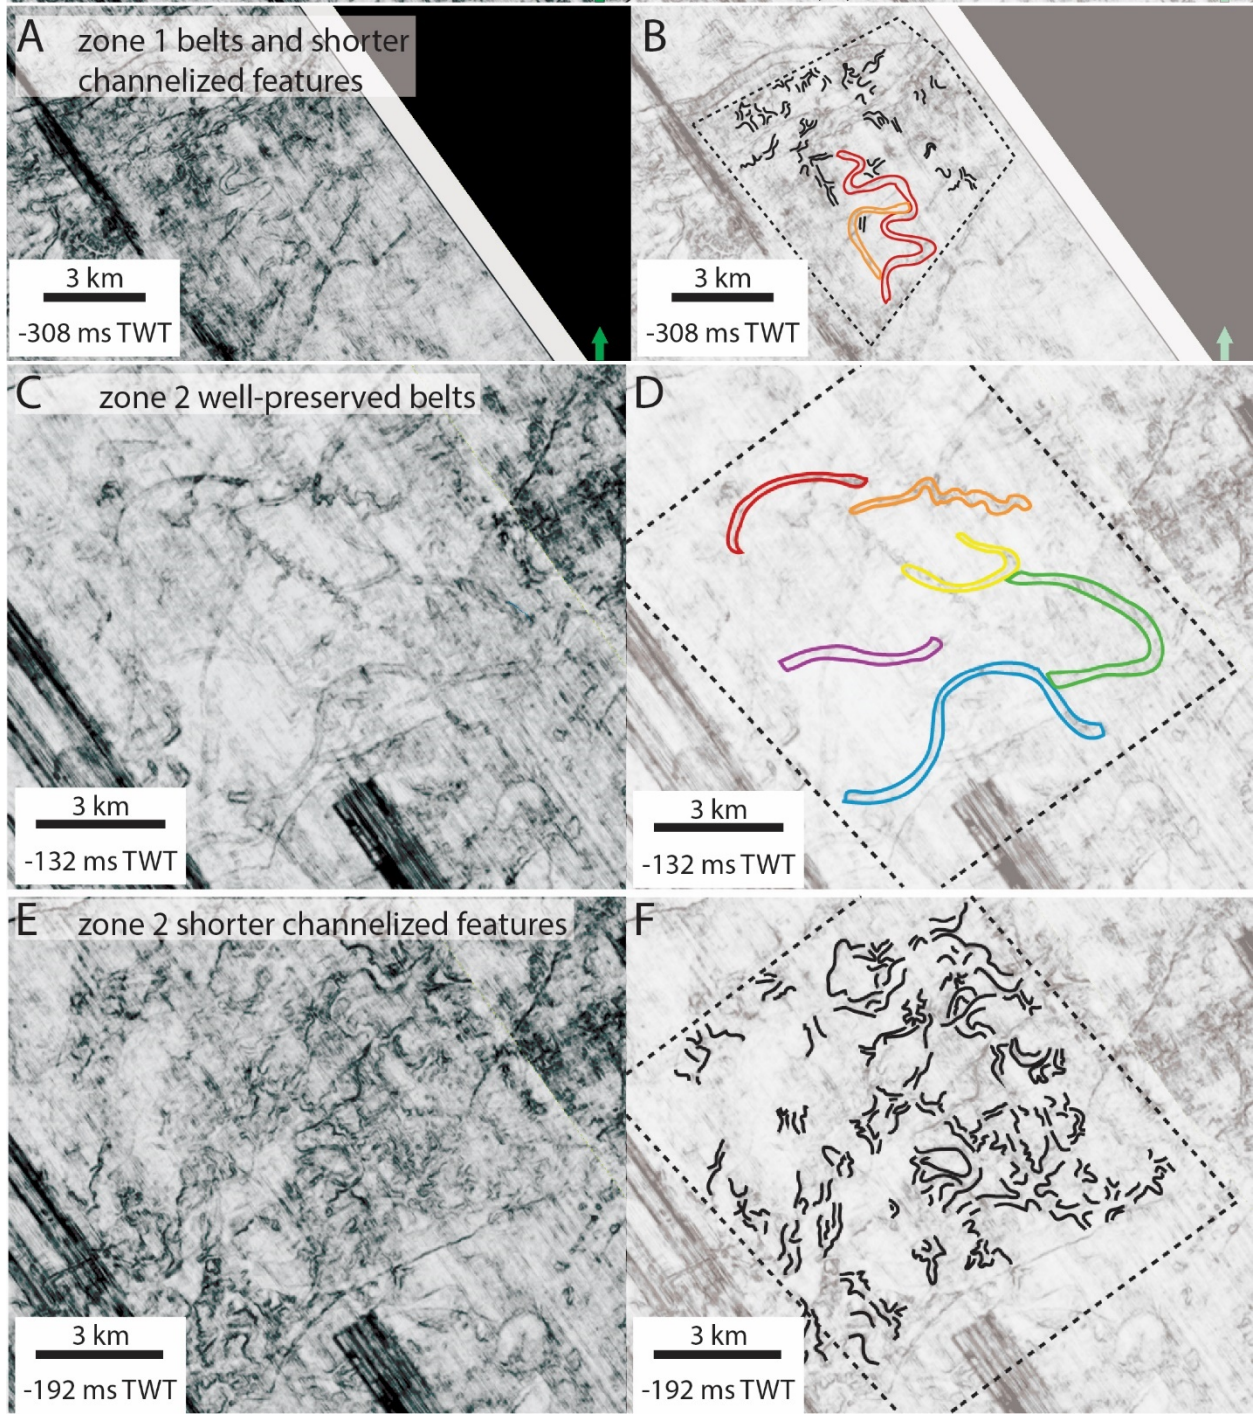 A
zone 1 belts and shorter
channelized features
3 km
-308 ms TWT
B
3 km
-308 ms TWT
C
zone 2 well-preserved belts
3 km
-132 ms TWT
D
3 km
-132 ms TWT
E
zone 2 shorter channelized features
3 km
-192 ms TWT
F
3 km
-192 ms TWT